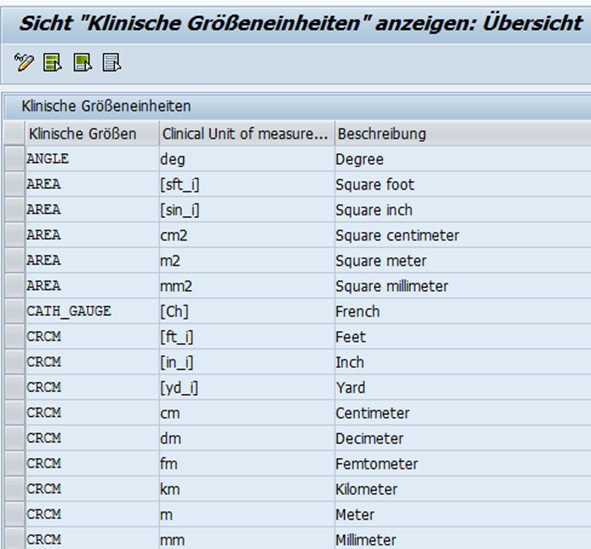 Sicht "Klinische Größeneinheiten" anzeigen: Übersicht
Klinische Größeneinheiten
Klinische Größen Clinical Unit of measure... Beschreibung
ANGLE deg Degree
AREA [sft_i] Square foot
AREA [sin_i] Square inch
AREA cm2 Square centimeter
AREA m2 Square meter
AREA mm2 Square millimeter
CATH_GAUGE [Ch] French
CRCM [ft_i] Feet
CRCM [in_i] Inch
CRCM [yd_i] Yard
CRCM cm Centimeter
CRCM dm Decimeter
CRCM fm Femtometer
CRCM km Kilometer
CRCM m Meter
CRCM mm Millimeter